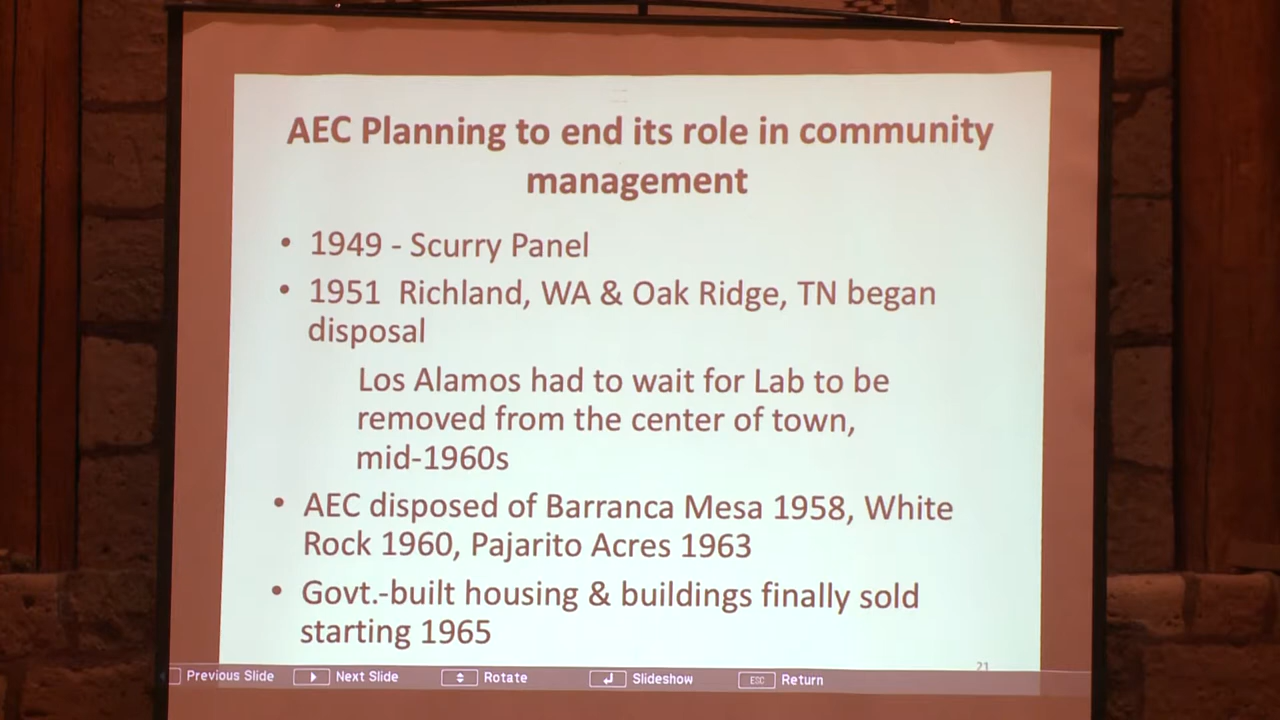 AEC Planning to end its role in community
management
• 1949 - Scurry Panel
• 1951 Richland, WA & Oak Ridge, TN began
disposal
Los Alamos had to wait for Lab to be
removed from the center of town,
mid-1960s
• AEC disposed of Barranca Mesa 1958, White
Rock 1960, Pajarito Acres 1963
• Govt.-built housing & buildings finally sold
starting 1965
21
Previous Slide Next Slide Rotate Slideshow ESC Return